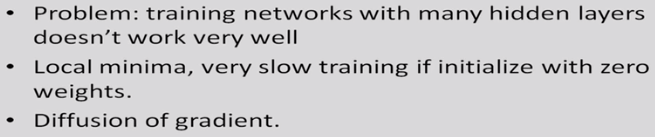 • Problem: training networks with many hidden layers
doesn't work very well
• Local minima, very slow training if initialize with zero
weights.
• Diffusion of gradient.